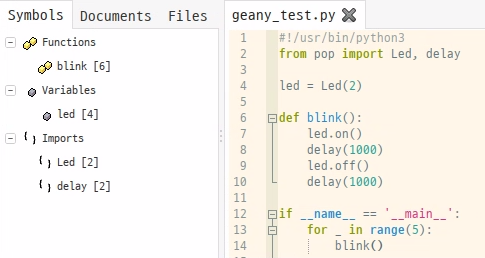 Symbols Documents Files
Functions
blink [6]
Variables
led [4]
Imports
Led [2]
delay [2]
geany_test.py
1 #!/usr/bin/python3
2 from pop import Led, delay
3
4 led = Led(2)
5
6 def blink():
7     led.on()
8     delay(1000)
9     led.off()
10     delay(1000)
11
12 if __name__ == '__main__':
13     for _ in range(5):
14         blink()